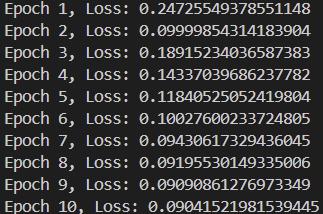 Epoch 1, Loss: 0.24725549378551148
Epoch 2, Loss: 0.09999854314183904
Epoch 3, Loss: 0.18915234036587383
Epoch 4, Loss: 0.14337039686237782
Epoch 5, Loss: 0.11840525052419804
Epoch 6, Loss: 0.10027600233724805
Epoch 7, Loss: 0.09430617329436045
Epoch 8, Loss: 0.09195530149335006
Epoch 9, Loss: 0.09090861276973349
Epoch 10, Loss: 0.09041521981539445